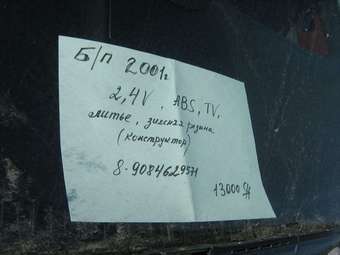 Б/П 2001г.
2,4V, ABS, TV,
литье, зимняя резина
(конструктор)
8-9084629571
13000 $